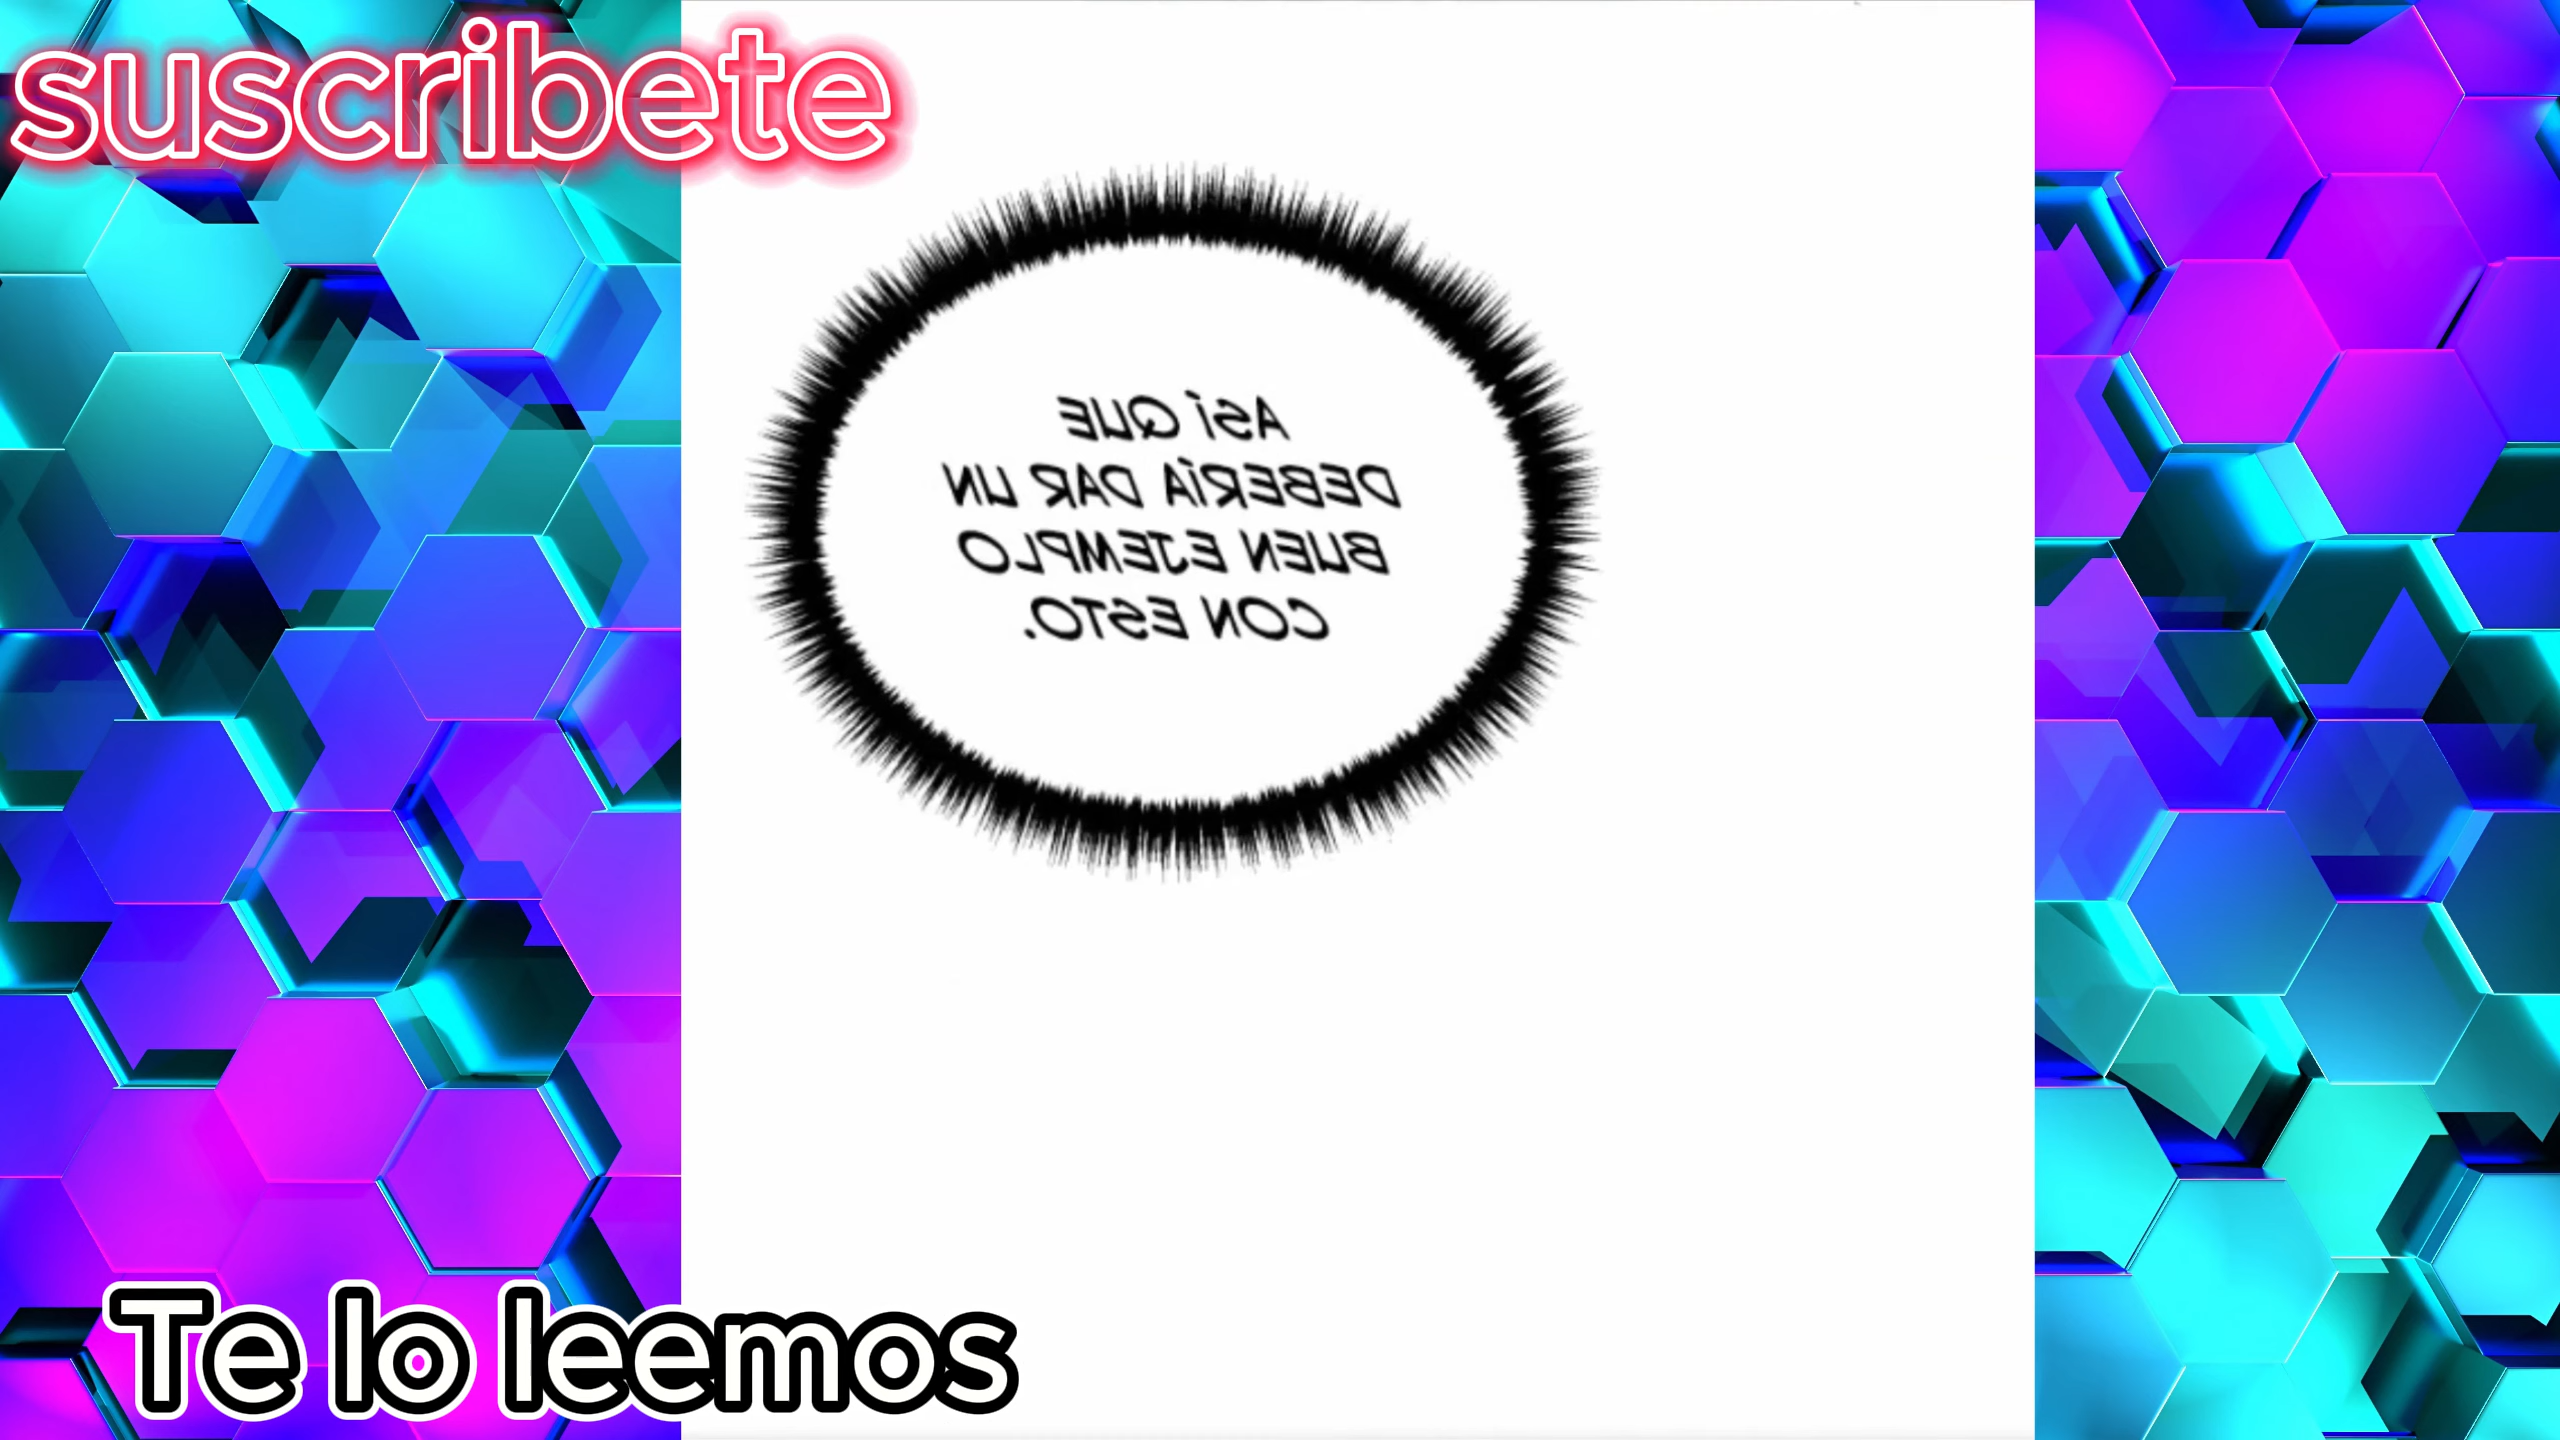 suscribete
ASÍ QUE
DEBERÍA DAR UN
BUEN EJEMPLO
CON ESTO.
Te lo leemos